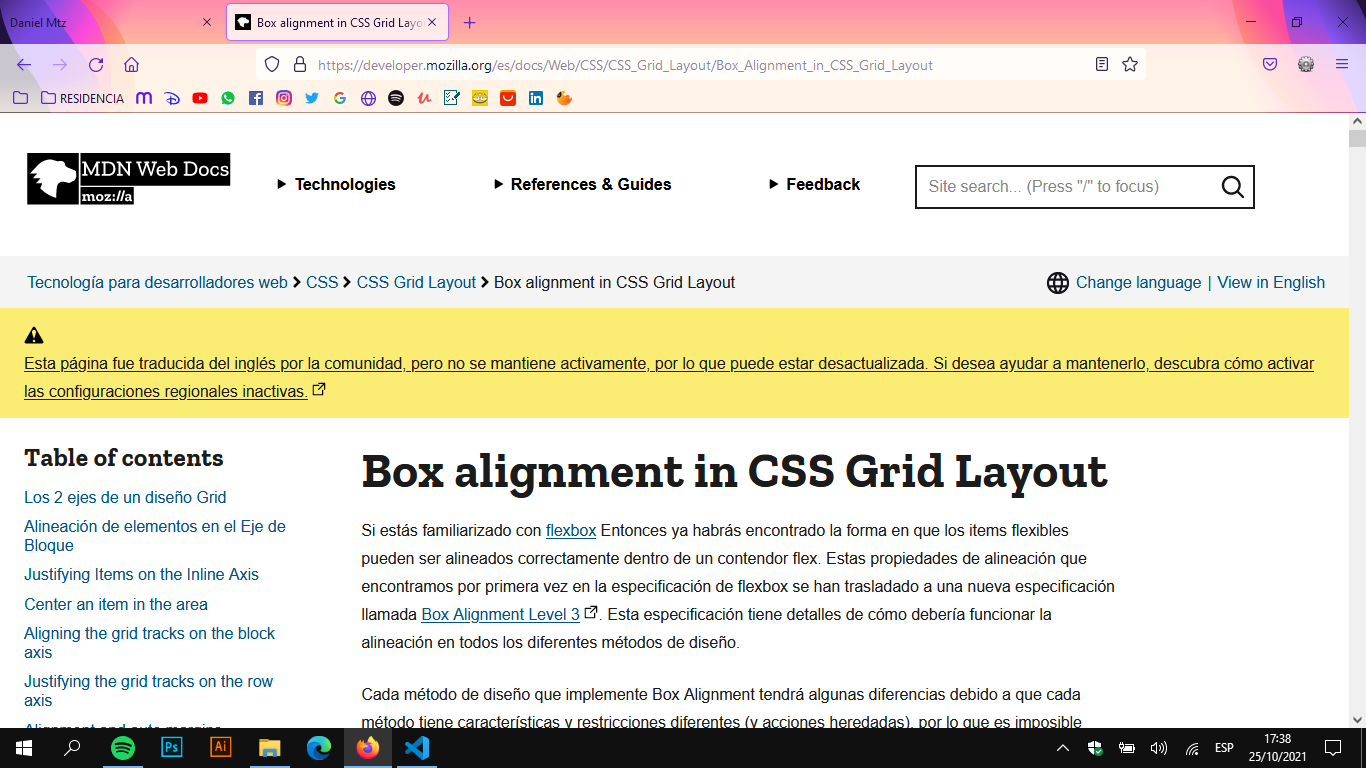 Daniel Mtz
Box alignment in CSS Grid Layo
https://developer.mozilla.org/es/docs/Web/CSS/CSS_Grid_Layout/Box_Alignment_in_CSS_Grid_Layout
RESIDENCIA
MDN Web Docs
moz://a
Technologies
References & Guides
Feedback
Site search... (Press "/" to focus)
Tecnología para desarrolladores web
CSS
CSS Grid Layout
Box alignment in CSS Grid Layout
Change language | View in English
Esta página fue traducida del inglés por la comunidad, pero no se mantiene activamente, por lo que puede estar desactualizada. Si desea ayudar a mantenerlo, descubra cómo activar
las configuraciones regionales inactivas.
Table of contents
Los 2 ejes de un diseño Grid
Alineación de elementos en el Eje de
Bloque
Justifying Items on the Inline Axis
Center an item in the area
Aligning the grid tracks on the block
axis
Justifying the grid tracks on the row
axis
Alignment and auto margins
Box alignment in CSS Grid Layout
Si estás familiarizado con flexbox Entonces ya habrás encontrado la forma en que los items flexibles
pueden ser alineados correctamente dentro de un contendor flex. Estas propiedades de alineación que
encontramos por primera vez en la especificación de flexbox se han trasladado a una nueva especificación
llamada Box Alignment Level 3. Esta especificación tiene detalles de cómo debería funcionar la
alineación en todos los diferentes métodos de diseño.
Cada método de diseño que implemente Box Alignment tendrá algunas diferencias debido a que cada
método tiene características y restricciones diferentes (y acciones heredadas), por lo que es imposible
Ps
Ai
ESP
17:38
25/10/2021